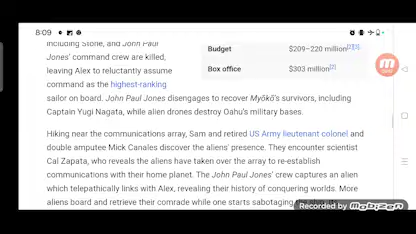 8:09
including Stone, and John Paul
Jones' command crew are killed,
leaving Alex to reluctantly assume
command as the highest-ranking
sailor on board. John Paul Jones disengages to recover Myōkō's survivors, including
Captain Yugi Nagata, while alien drones destroy Oahu's military bases.
Budget $209–220 million[2][3]
Box office $303 million[2]
Hiking near the communications array, Sam and retired US Army lieutenant colonel and
double amputee Mick Canales discover the aliens' presence. They encounter scientist
Cal Zapata, who reveals the aliens have taken over the array to re-establish
communications with their home planet. The John Paul Jones' crew captures an alien
which telepathically links with Alex, revealing their history of conquering worlds. More
aliens board and retrieve their comrade while one starts sabotaging the ship. Its
Recorded by
mobizen